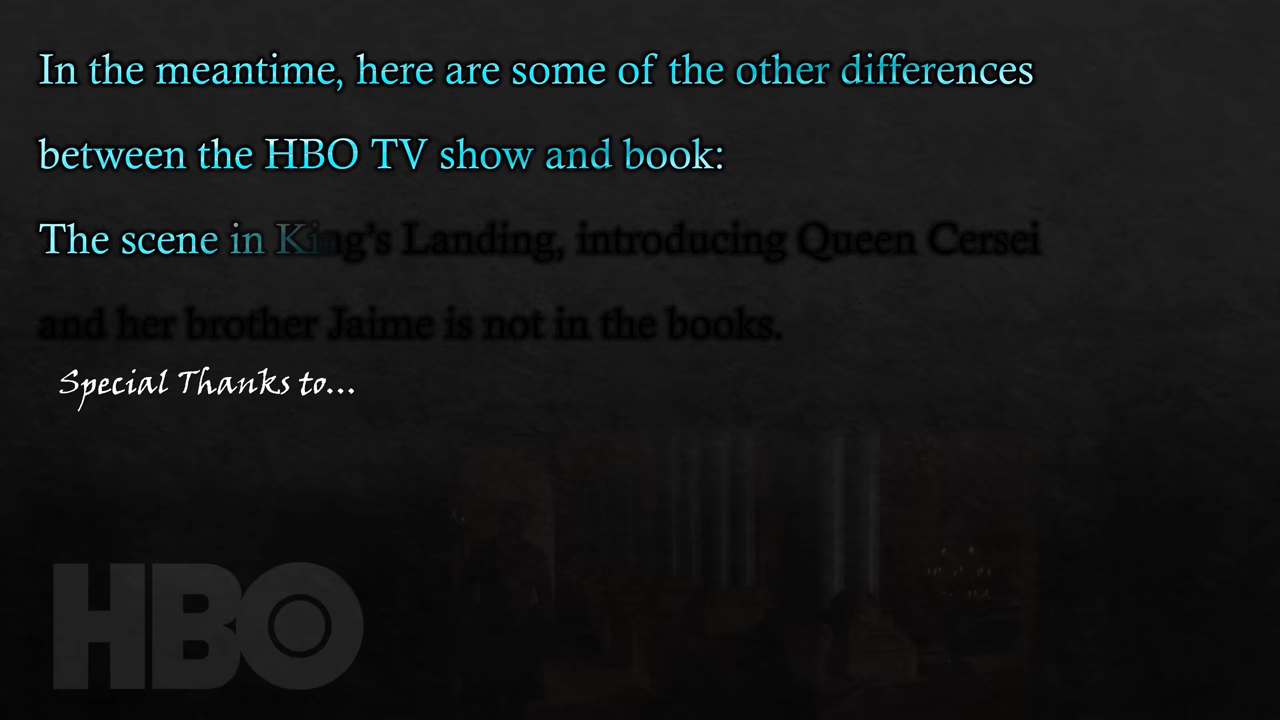 In the meantime, here are some of the other differences
between the HBO TV show and book:
The scene in King's Landing, introducing Queen Cersei
and her brother Jaime is not in the books.
Special Thanks to...
HBO